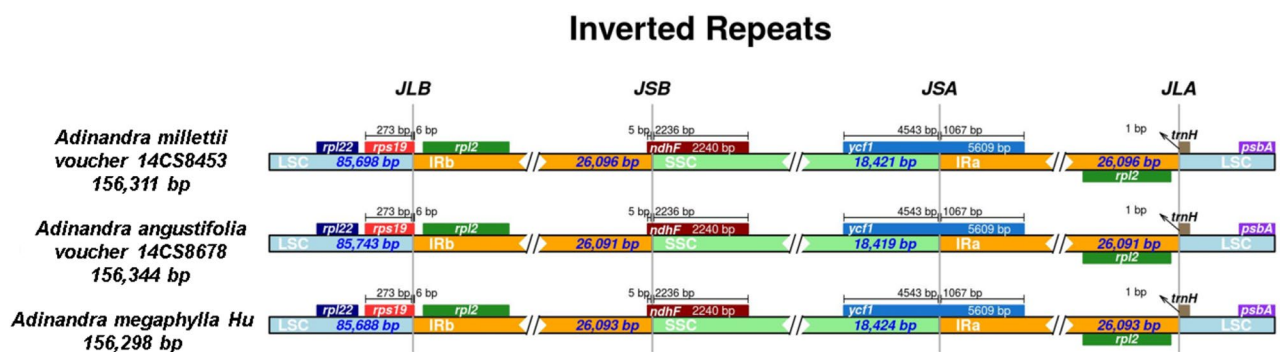 Inverted Repeats
JLB JSB JSA JLA
Adinandra millettii
voucher 14CS8453
156,311 bp
273 bp 6 bp 5 bp 2236 bp 4543 bp 1067 bp 1 bp
rpl22 rps19 rpl2 ndhF 2240 bp ycf1 5609 bp trnH psbA
LSC 85,698 bp IRb 26,096 bp SSC 18,421 bp IRa 26,096 bp LSC
rpl2
Adinandra angustifolia
voucher 14CS8678
156,344 bp
273 bp 6 bp 5 bp 2236 bp 4543 bp 1067 bp 1 bp
rpl22 rps19 rpl2 ndhF 2240 bp ycf1 5609 bp trnH psbA
LSC 85,743 bp IRb 26,091 bp SSC 18,419 bp IRa 26,091 bp LSC
rpl2
Adinandra megaphylla Hu
156,298 bp
273 bp 6 bp 5 bp 2236 bp 4543 bp 1067 bp 1 bp
rpl22 rps19 rpl2 ndhF 2240 bp ycf1 5609 bp trnH psbA
LSC 85,688 bp IRb 26,093 bp SSC 18,424 bp IRa 26,093 bp LSC
rpl2